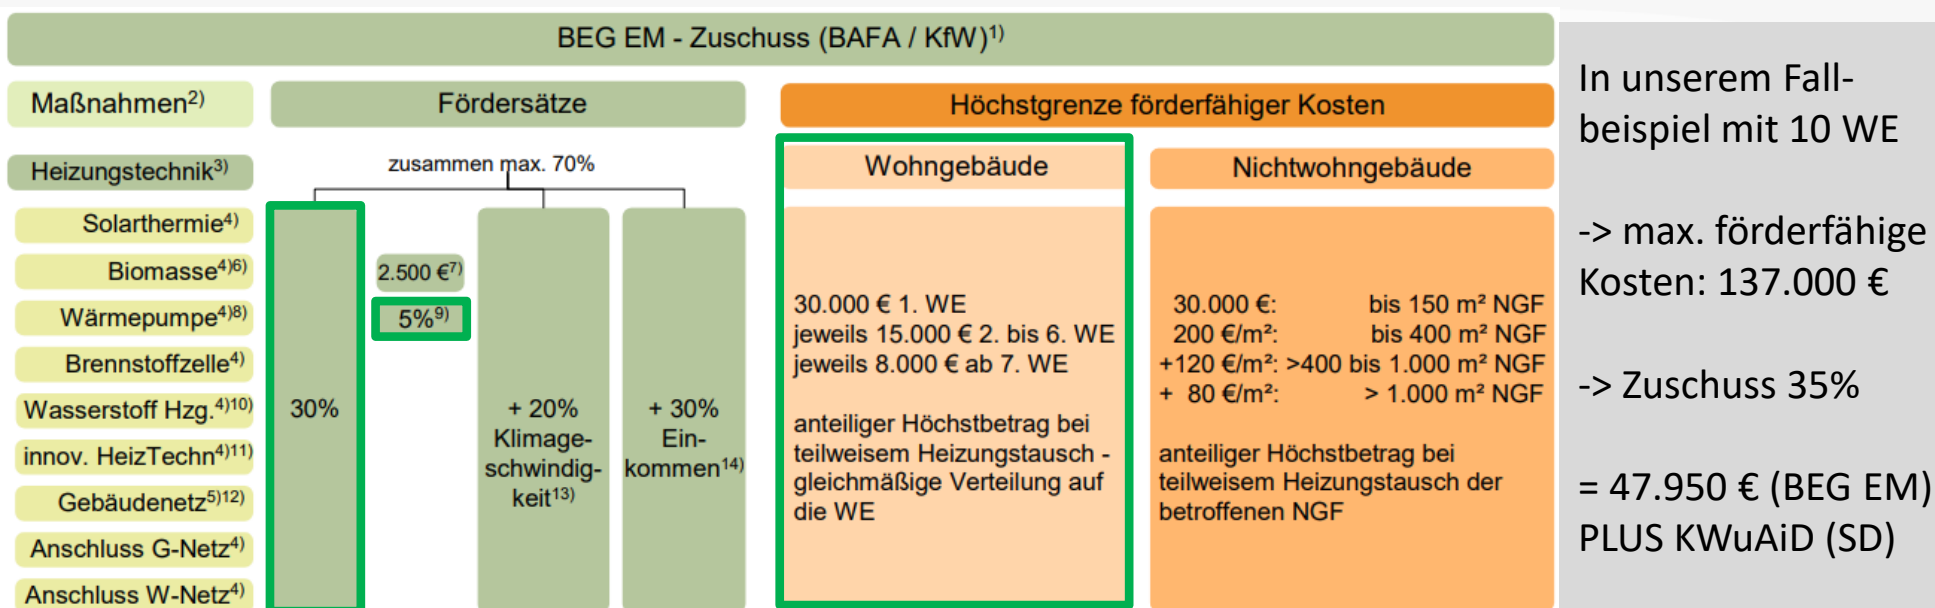 BEG EM - Zuschuss (BAFA / KfW)1)
Maßnahmen2)
Fördersätze
Höchstgrenze förderfähiger Kosten
Heizungstechnik3)
zusammen max. 70%
Wohngebäude
Nichtwohngebäude
Solarthermie4)
Biomasse4)6)
Wärmepumpe4)8)
Brennstoffzelle4)
Wasserstoff Hzg.4)10)
innov. HeizTechn4)11)
Gebäudenetz5)12)
Anschluss G-Netz4)
Anschluss W-Netz4)
30%
2.500 €7)
5%9)
+ 20%
Klimage-
schwindig-
keit13)
+ 30%
Ein-
kommen14)
30.000 € 1. WE
jeweils 15.000 € 2. bis 6. WE
jeweils 8.000 € ab 7. WE
anteiliger Höchstbetrag bei
teilweisem Heizungstausch -
gleichmäßige Verteilung auf
die WE
30.000 €: bis 150 m² NGF
200 €/m²: bis 400 m² NGF
+120 €/m²: >400 bis 1.000 m² NGF
+ 80 €/m²: > 1.000 m² NGF
anteiliger Höchstbetrag bei
teilweisem Heizungstausch der
betroffenen NGF
In unserem Fall-
beispiel mit 10 WE
-> max. förderfähige
Kosten: 137.000 €
-> Zuschuss 35%
= 47.950 € (BEG EM)
PLUS KWuAiD (SD)